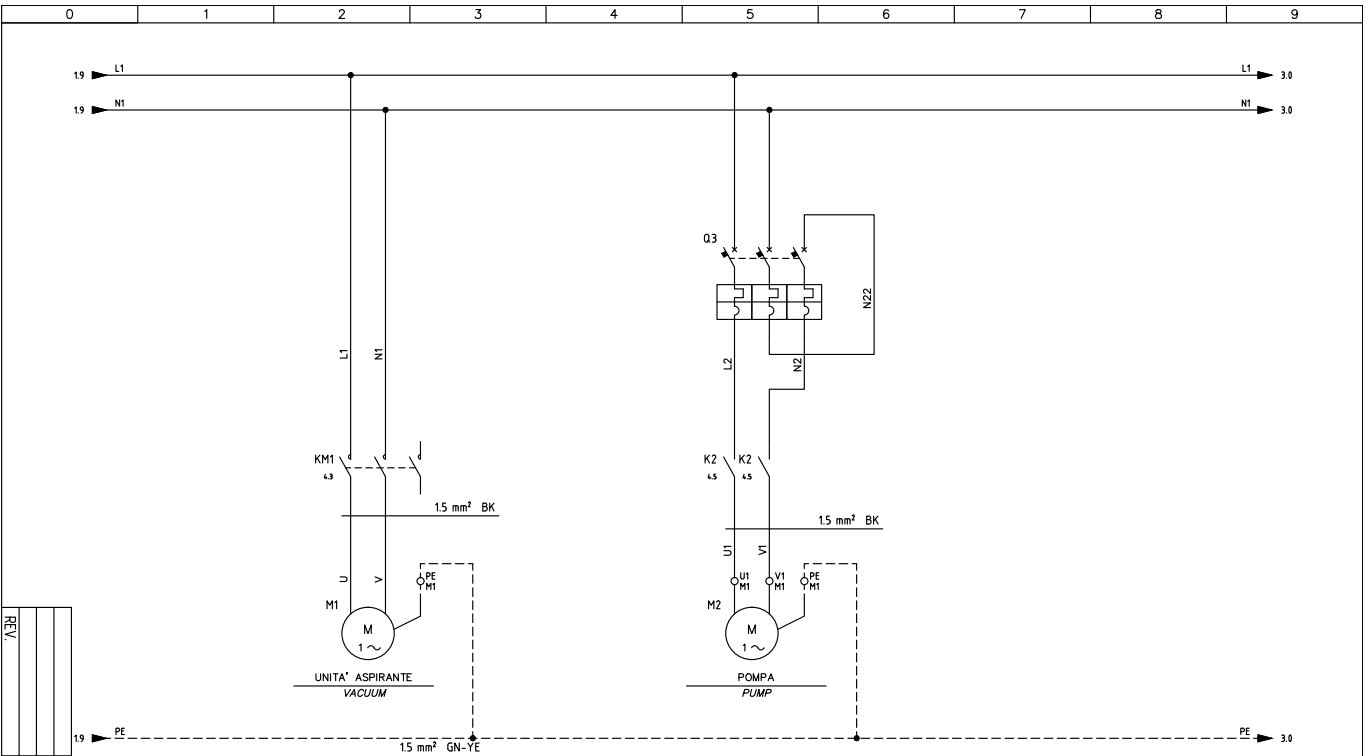 0 1 2 3 4 5 6 7 8 9
1.9 L1 L1 3.0
1.9 N1 N1 3.0
Q3
N22
L1 N1 L2 N2
KM1 K2 K2
4.3 4.5 4.5
1.5 mm² BK
1.5 mm² BK
U1 V1
U V PE U1 V1 PE
M1 M1 M1 M1
M1 M2
M M
1 ~ 1 ~
REV.
UNITA' ASPIRANTE POMPA
VACUUM PUMP
1.9 PE PE 3.0
1.5 mm² GN-YE